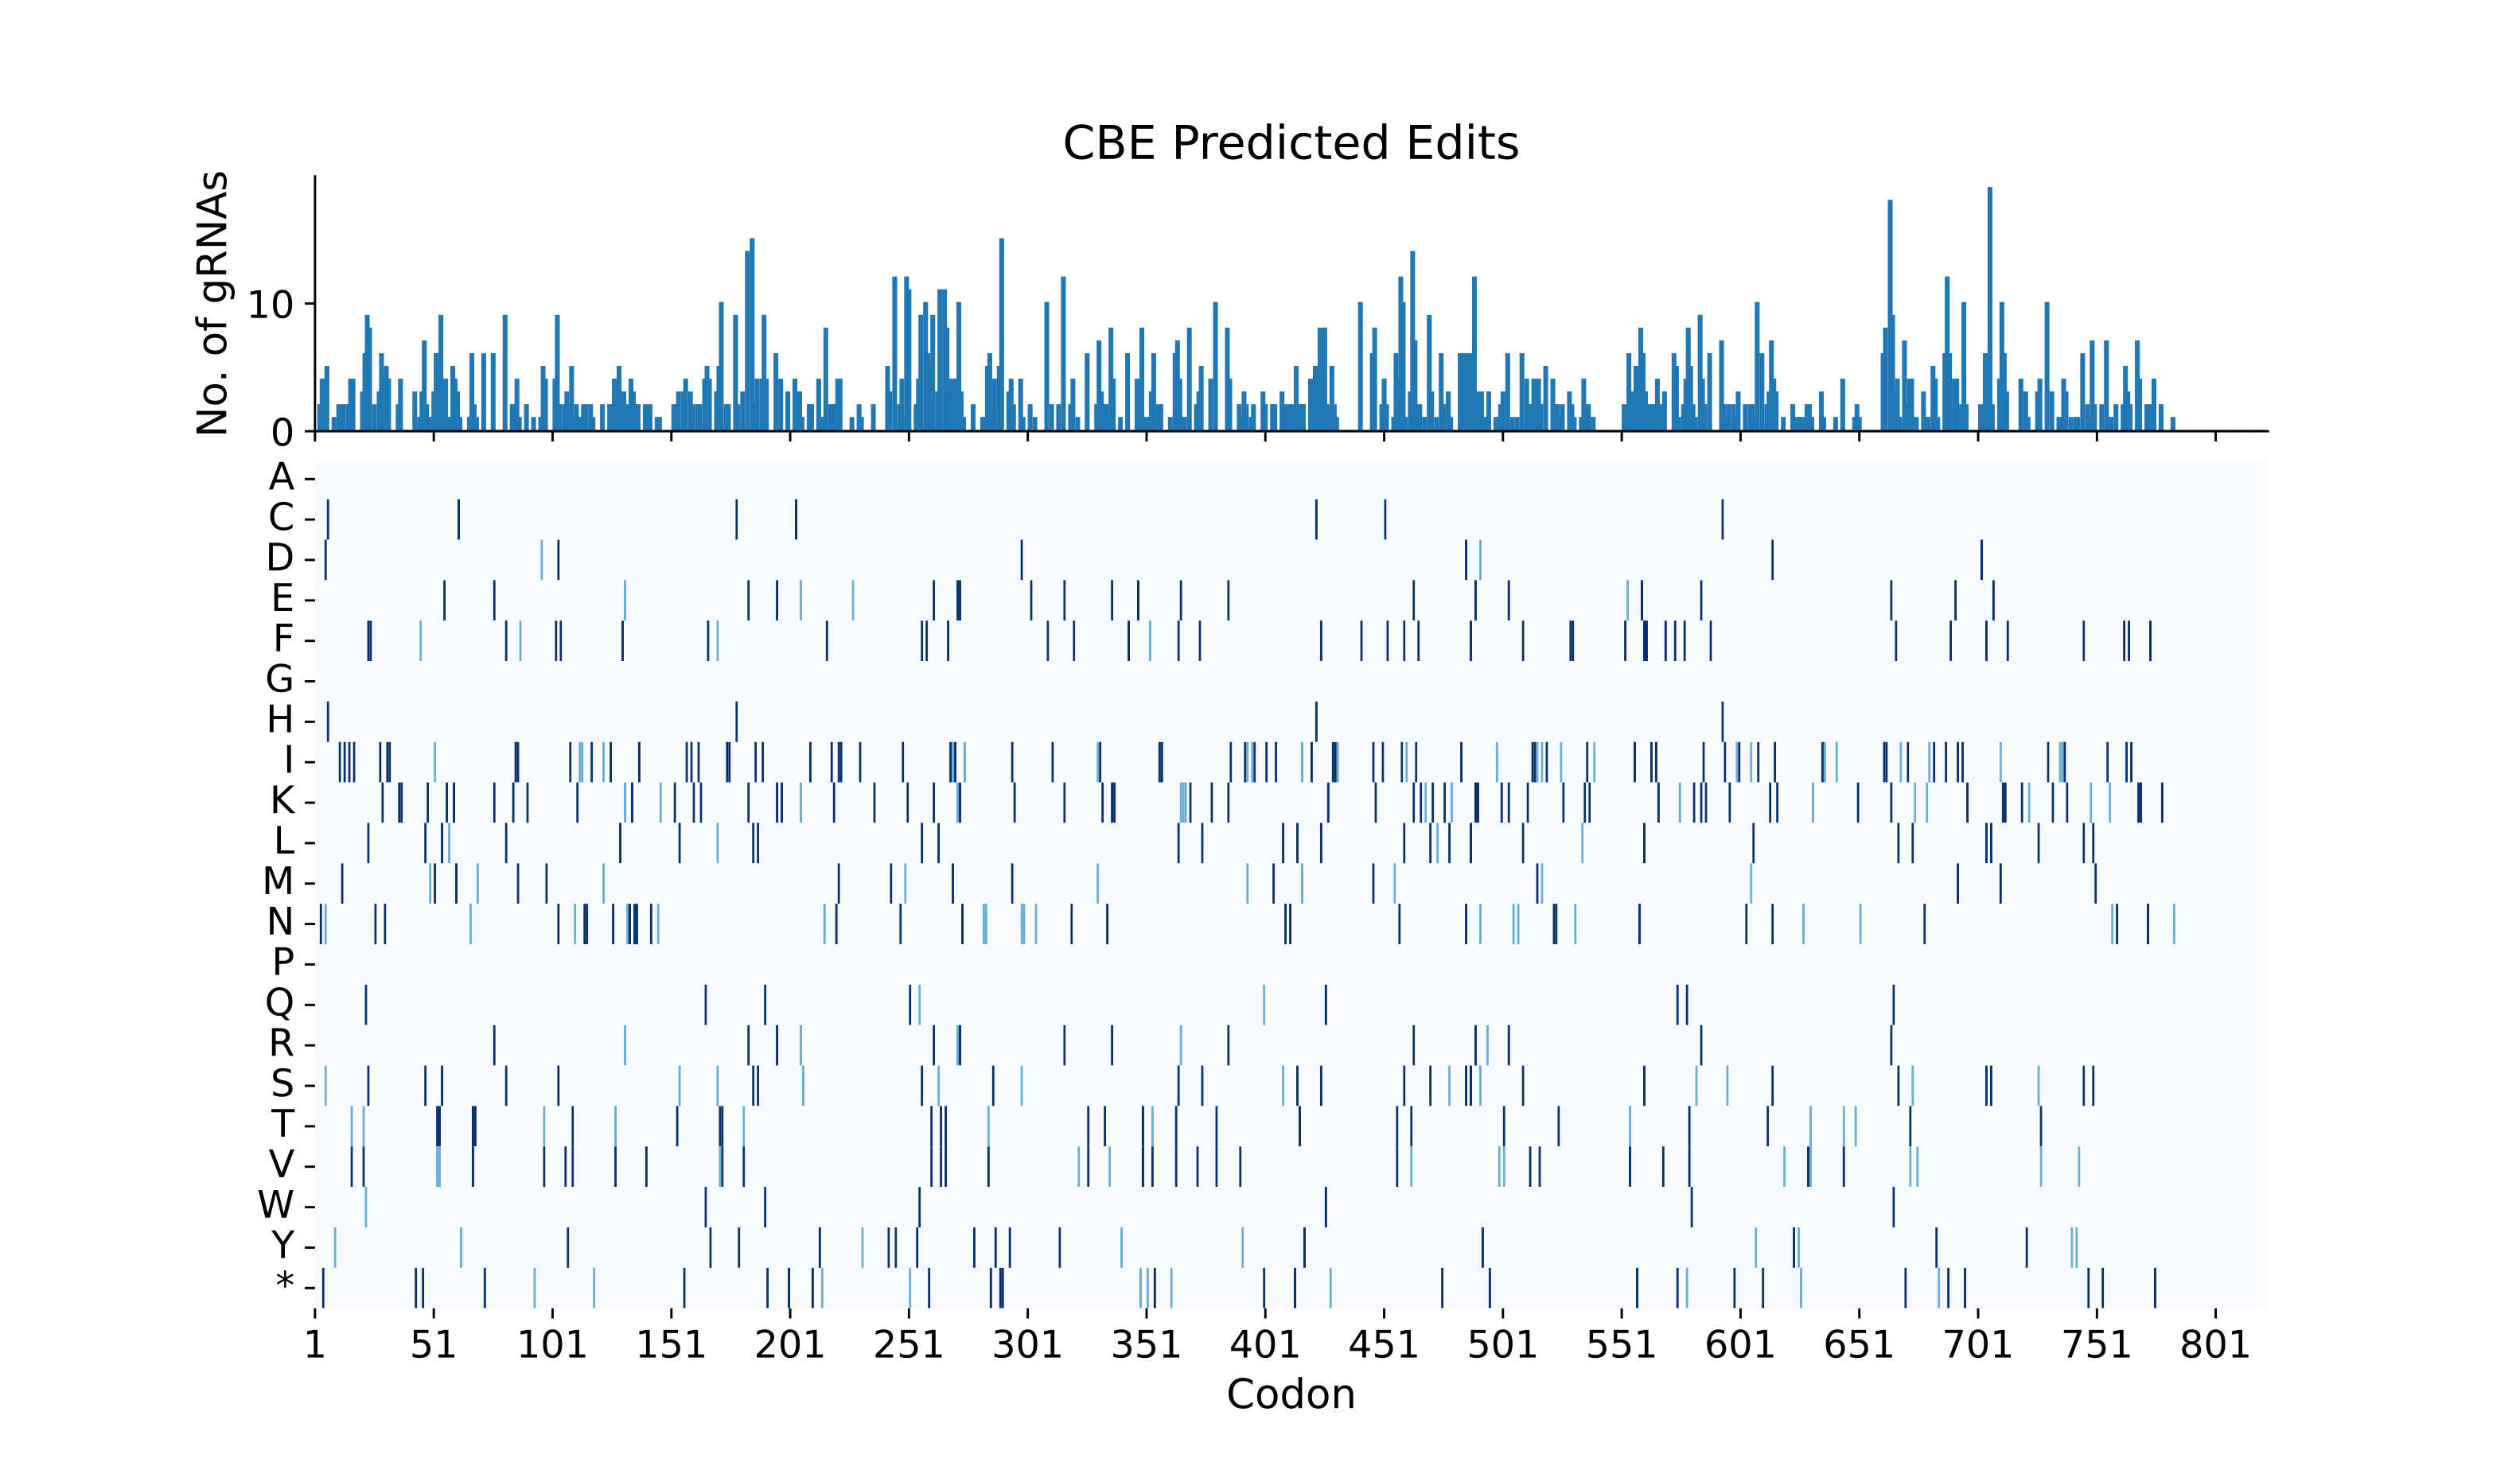 CBE Predicted Edits
No. of gRNAs
10
0
A
C
D
E
F
G
H
I
K
L
M
N
P
Q
R
S
T
V
W
Y
*
1 51 101 151 201 251 301 351 401 451 501 551 601 651 701 751 801
Codon